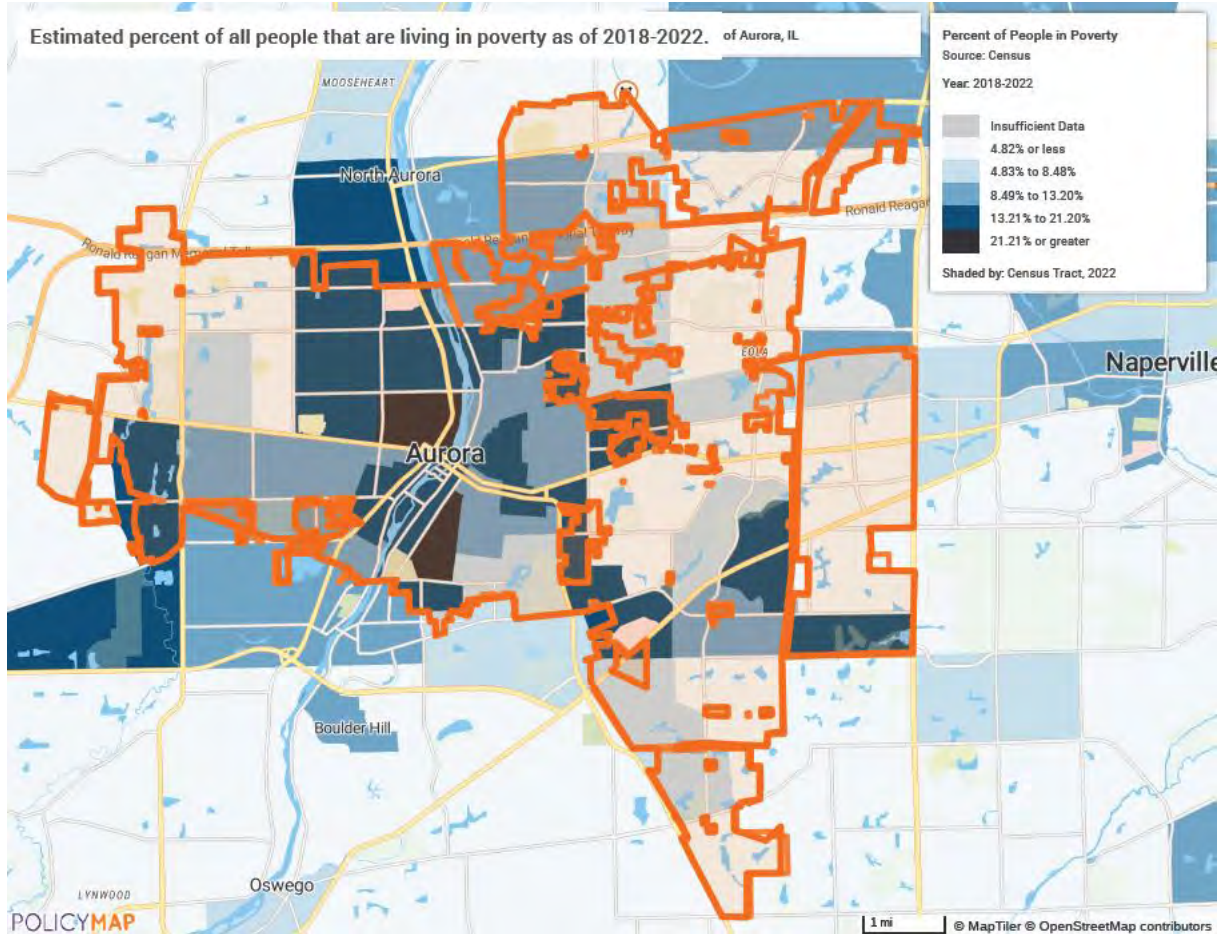 Estimated percent of all people that are living in poverty as of 2018-2022.
of Aurora, IL
Percent of People in Poverty
Source: Census
Year: 2018-2022
Insufficient Data
4.82% or less
4.83% to 8.48%
8.49% to 13.20%
13.21% to 21.20%
21.21% or greater
Shaded by: Census Tract, 2022
MOOSEHEART
North Aurora
Ronald Reagan
Ronald Reagan Memorial
EOLA
Naperville
Aurora
Boulder Hill
Oswego
LYNWOOD
POLICYMAP
1 mi
© MapTiler © OpenStreetMap contributors